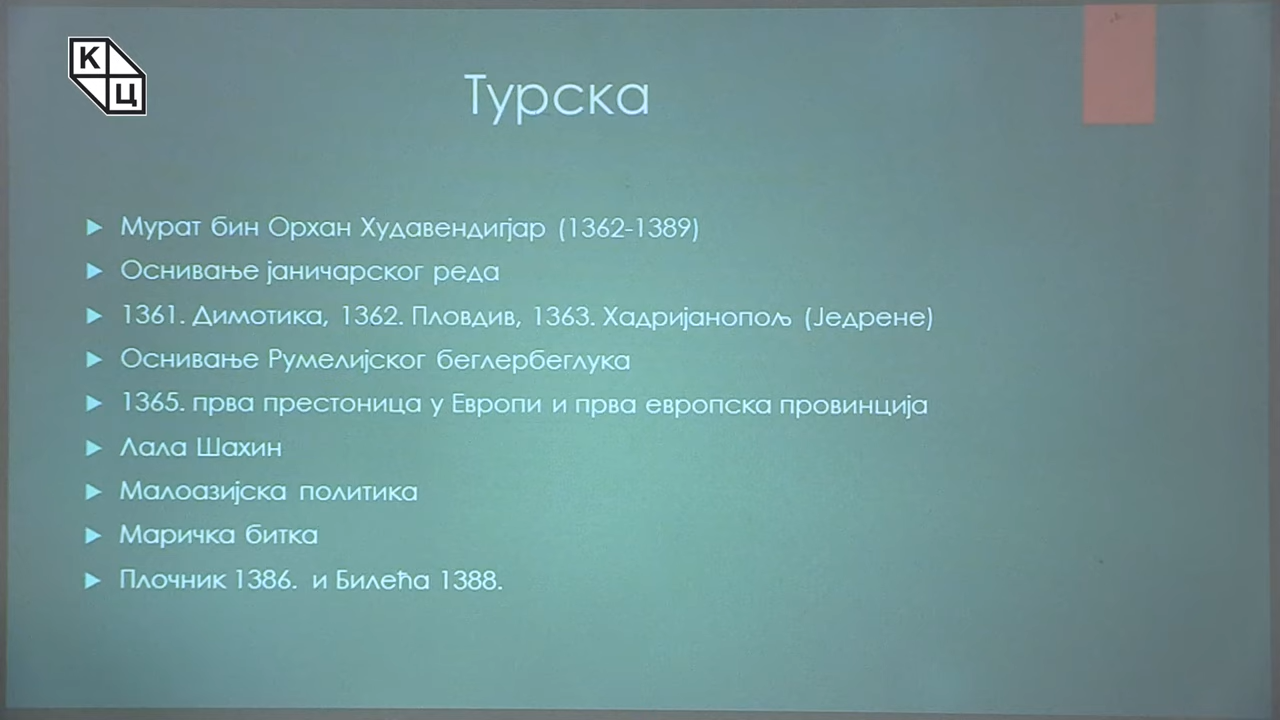 К
Ц
Турска
Мурат бин Орхан Худавендигјар (1362-1389)
Оснивање јаничарског реда
1361. Димотика, 1362. Пловдив, 1363. Хадријанопољ (Једрене)
Оснивање Румелијског беглербеглука
1365. прва престоница у Европи и прва европска провинција
Лала Шахин
Малоазијска политика
Маричка битка
Плочник 1386. и Билећа 1388.